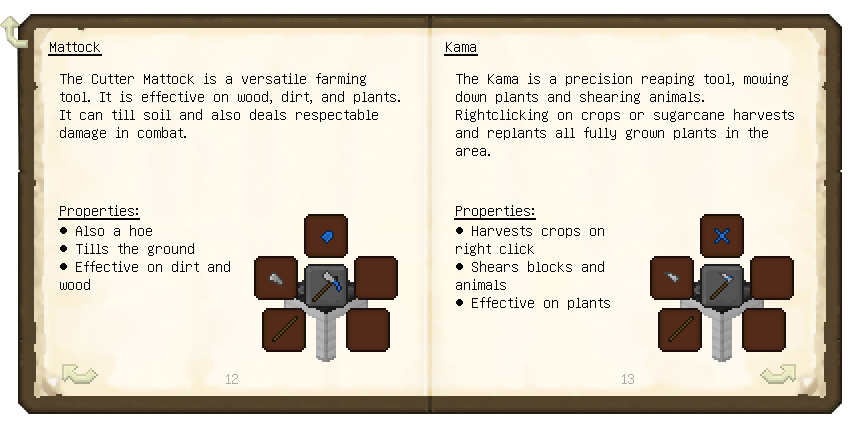 Mattock
The Cutter Mattock is a versatile farming
tool. It is effective on wood, dirt, and plants.
It can till soil and also deals respectable
damage in combat.
Properties:
● Also a hoe
● Tills the ground
● Effective on dirt and
wood
12
Kama
The Kama is a precision reaping tool, mowing
down plants and shearing animals.
Rightclicking on crops or sugarcane harvests
and replants all fully grown plants in the
area.
Properties:
● Harvests crops on
right click
● Shears blocks and
animals
● Effective on plants
13